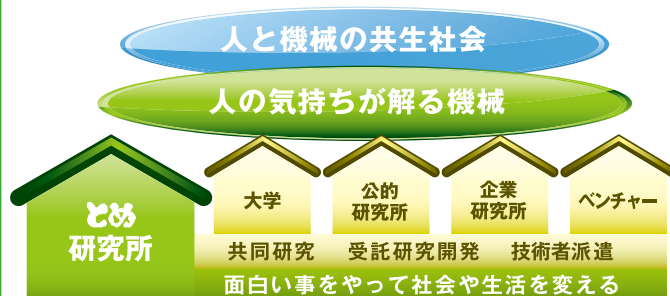 人と機械の共生社会
人の気持ちが解る機械
とめ
研究所
大学
公的
研究所
企業
研究所
ベンチャー
共同研究 受託研究開発 技術者派遣
面白い事をやって社会や生活を変える